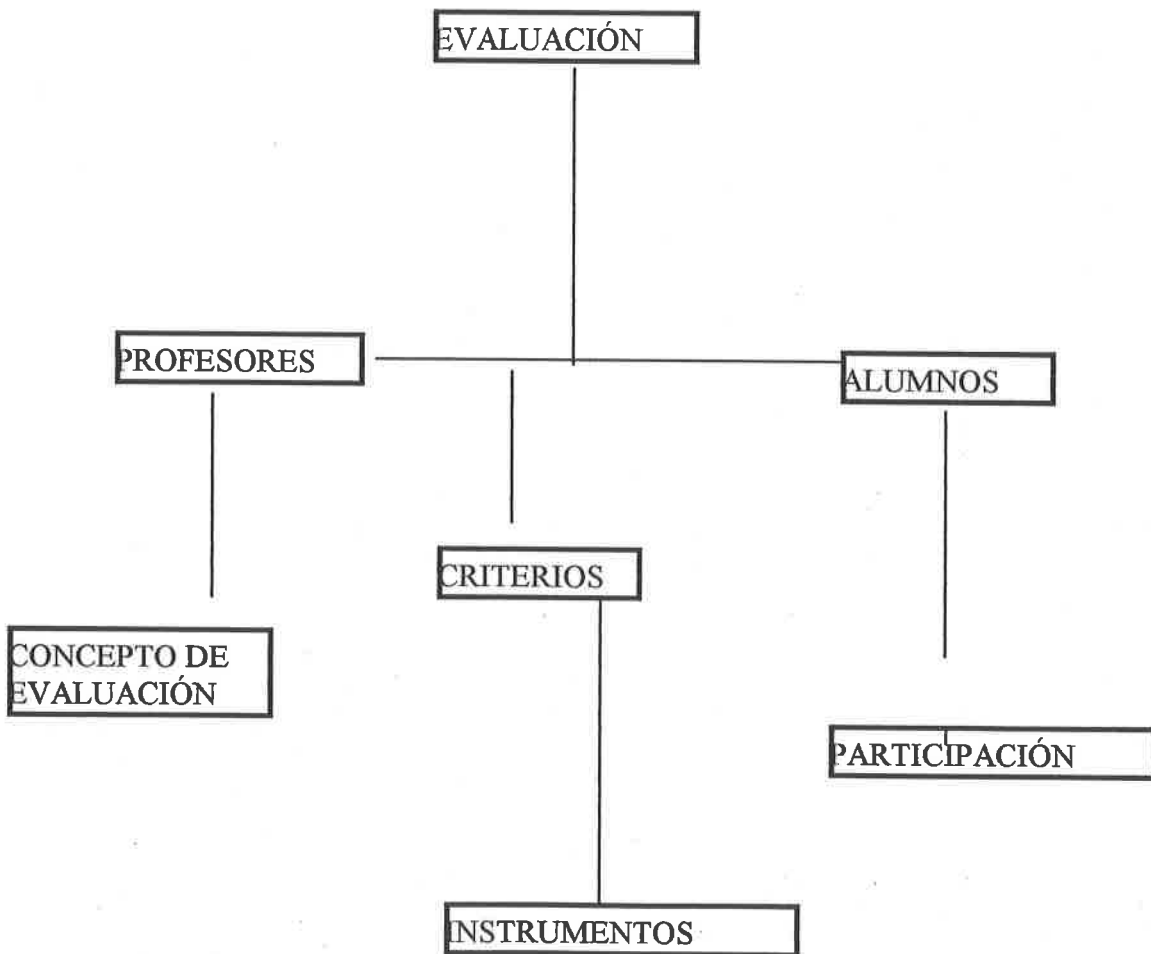 EVALUACIÓN
PROFESORES
ALUMNOS
CRITERIOS
CONCEPTO DE
EVALUACIÓN
PARTICIPACIÓN
INSTRUMENTOS